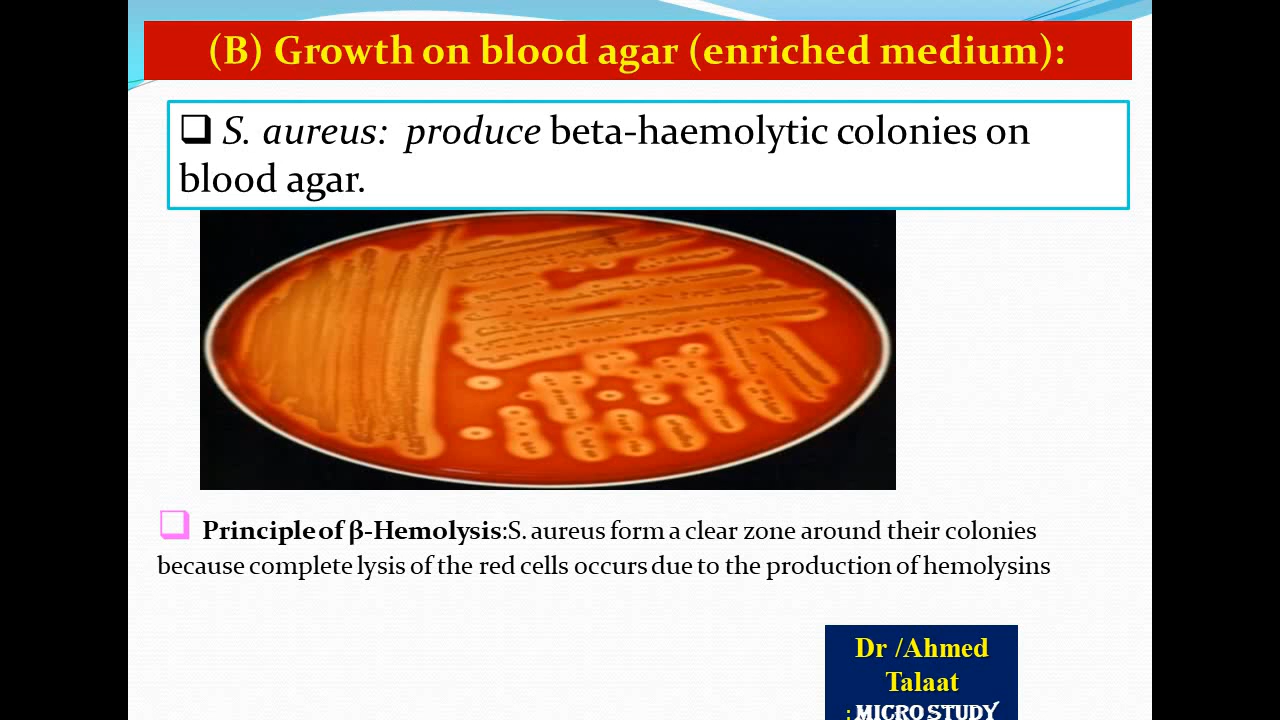 (B) Growth on blood agar (enriched medium):
❑ S. aureus: produce beta-haemolytic colonies on
blood agar.
❑ Principle of β-Hemolysis:S. aureus form a clear zone around their colonies
because complete lysis of the red cells occurs due to the production of hemolysins
Dr /Ahmed
Talaat
: MICRO STUDY